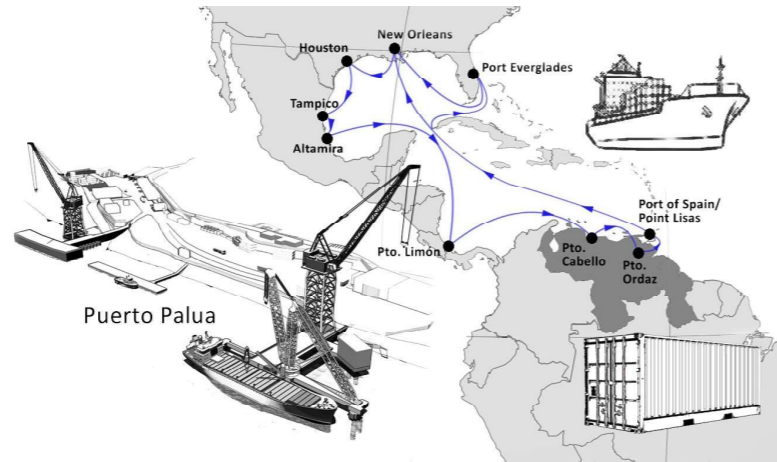 New Orleans
Houston
Port Everglades
Tampico
Altamira
Port of Spain/
Point Lisas
Pto. Limón
Pto.
Cabello
Pto.
Ordaz
Puerto Palua